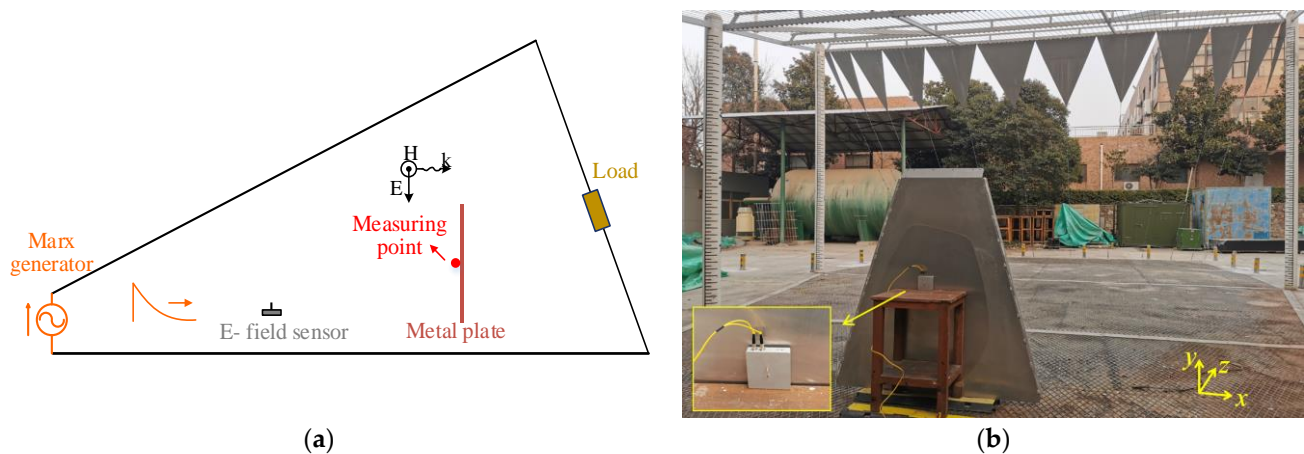 H
k
E
Load
Measuring
point
Marx
generator
E- field sensor
Metal plate
y
z
x
(a)
(b)